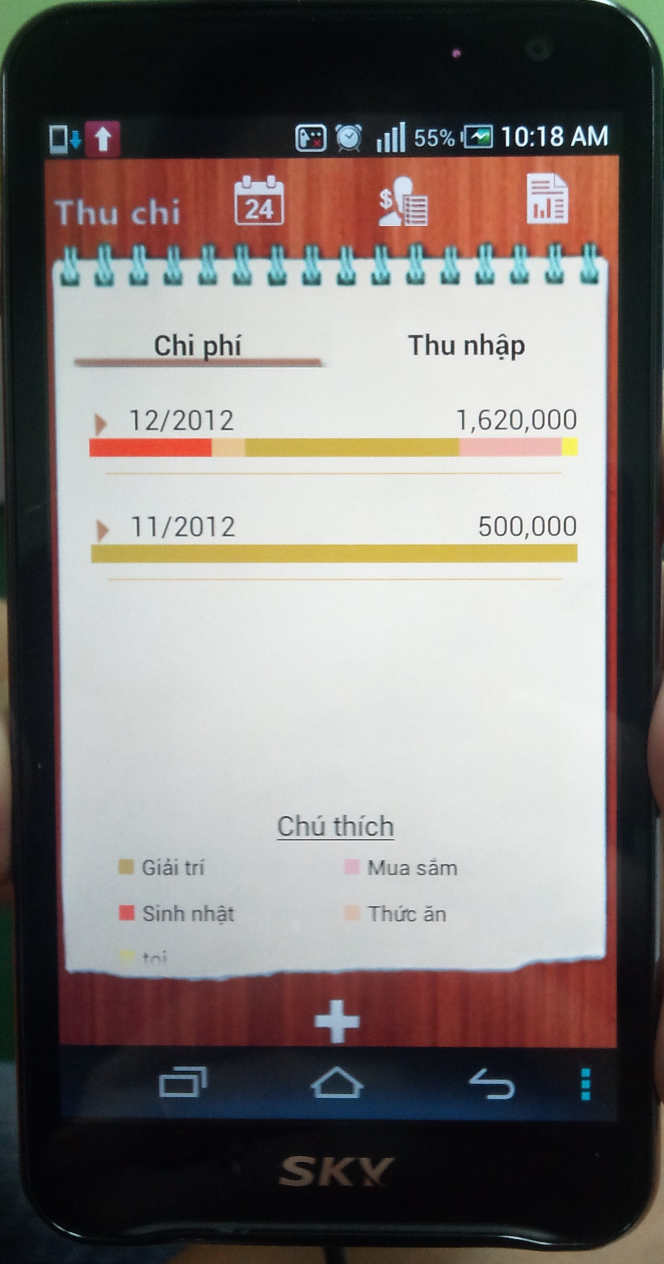 55% 10:18 AM
Thu chi 24 $
Chi phí Thu nhập
12/2012 1,620,000
11/2012 500,000
Chú thích
Giải trí Mua sắm
Sinh nhật Thức ăn
toi
SKY